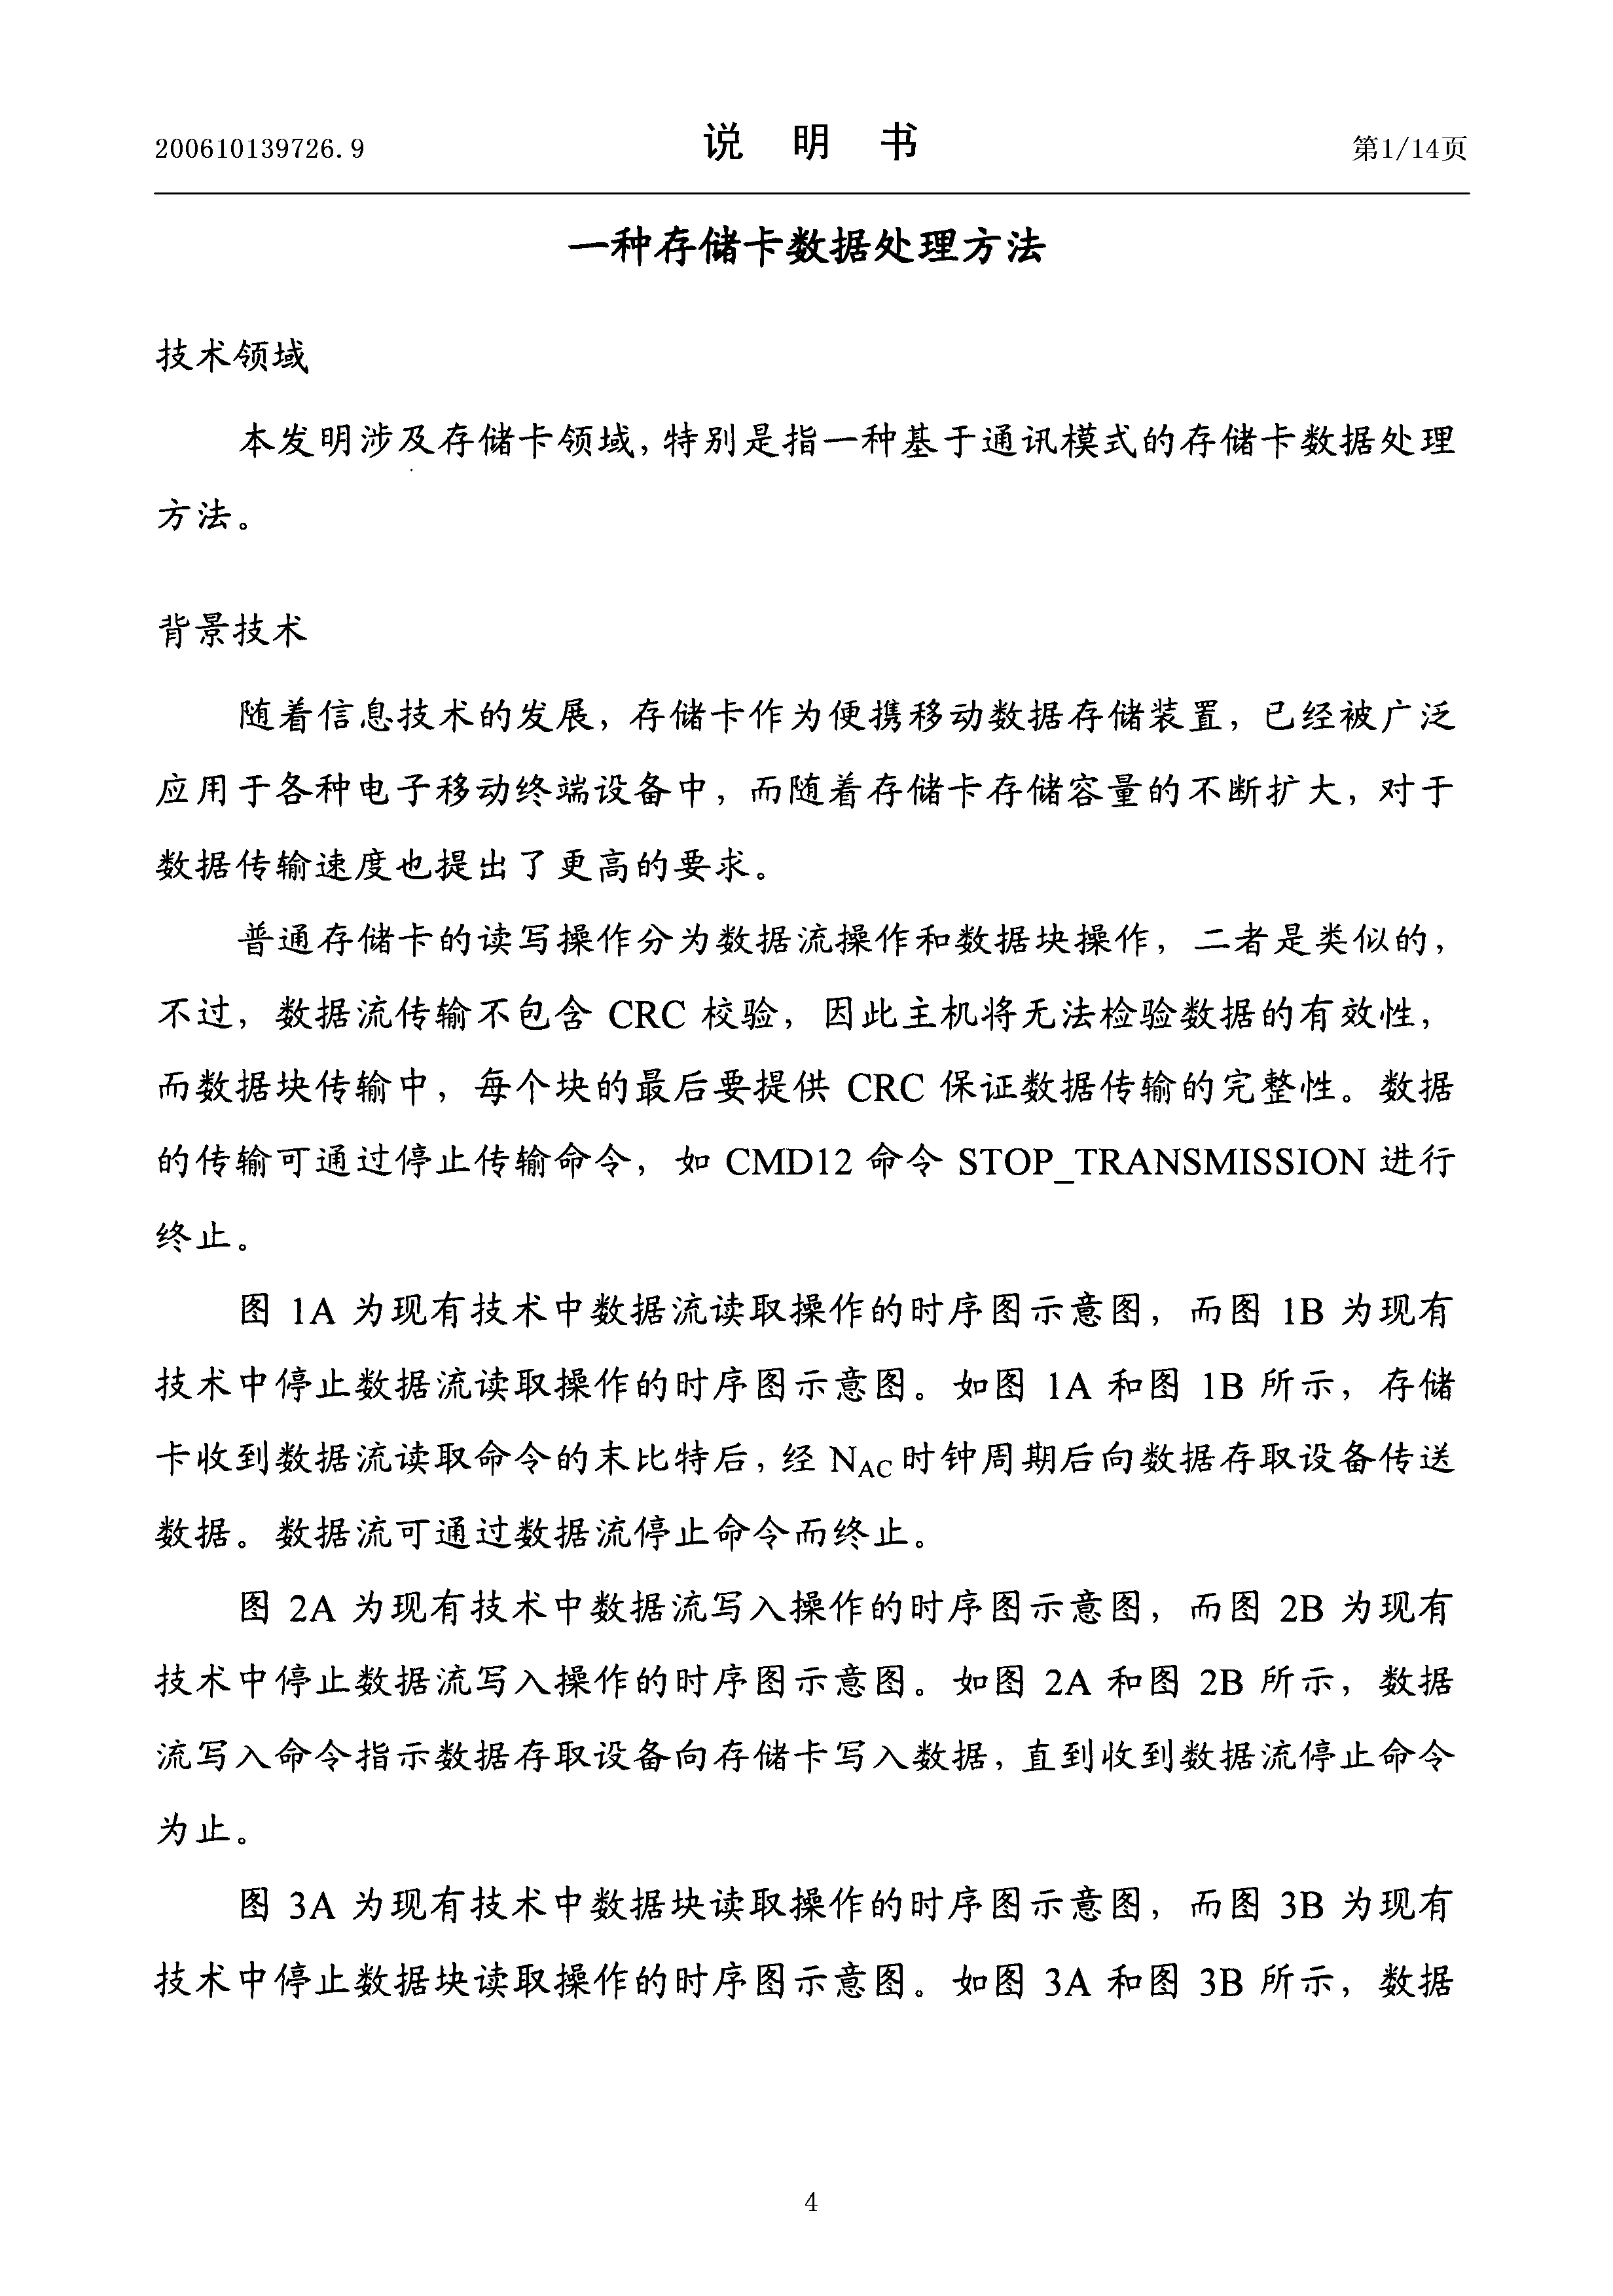 200610139726.9
说 明 书
第1/14页
一种存储卡数据处理方法
技术领域
本发明涉及存储卡领域,特别是指一种基于通讯模式的存储卡数据处理
方法。
背景技术
随着信息技术的发展，存储卡作为便携移动数据存储装置，已经被广泛
应用于各种电子移动终端设备中，而随着存储卡存储容量的不断扩大，对于
数据传输速度也提出了更高的要求。
普通存储卡的读写操作分为数据流操作和数据块操作，二者是类似的，
不过，数据流传输不包含 CRC 校验，因此主机将无法检验数据的有效性，
而数据块传输中，每个块的最后要提供 CRC 保证数据传输的完整性。数据
的传输可通过停止传输命令，如 CMD12 命令 STOP_TRANSMISSION 进行
终止。
图 1A 为现有技术中数据流读取操作的时序图示意图，而图 1B 为现有
技术中停止数据流读取操作的时序图示意图。如图 1A 和图 1B 所示，存储
卡收到数据流读取命令的末比特后,经 NAC 时钟周期后向数据存取设备传送
数据。数据流可通过数据流停止命令而终止。
图 2A 为现有技术中数据流写入操作的时序图示意图，而图 2B 为现有
技术中停止数据流写入操作的时序图示意图。如图 2A 和图 2B 所示，数据
流写入命令指示数据存取设备向存储卡写入数据,直到收到数据流停止命令
为止。
图 3A 为现有技术中数据块读取操作的时序图示意图，而图 3B 为现有
技术中停止数据块读取操作的时序图示意图。如图 3A 和图 3B 所示，数据
4